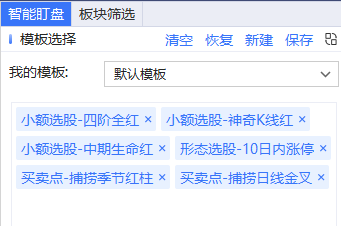 智能盯盘 板块筛选
模板选择 清空 恢复 新建 保存
我的模板: 默认模板
小额选股-四阶全红 × 小额选股-神奇K线红 ×
小额选股-中期生命红 × 形态选股-10日内涨停 ×
买卖点-捕捞季节红柱 × 买卖点-捕捞日线金叉 ×